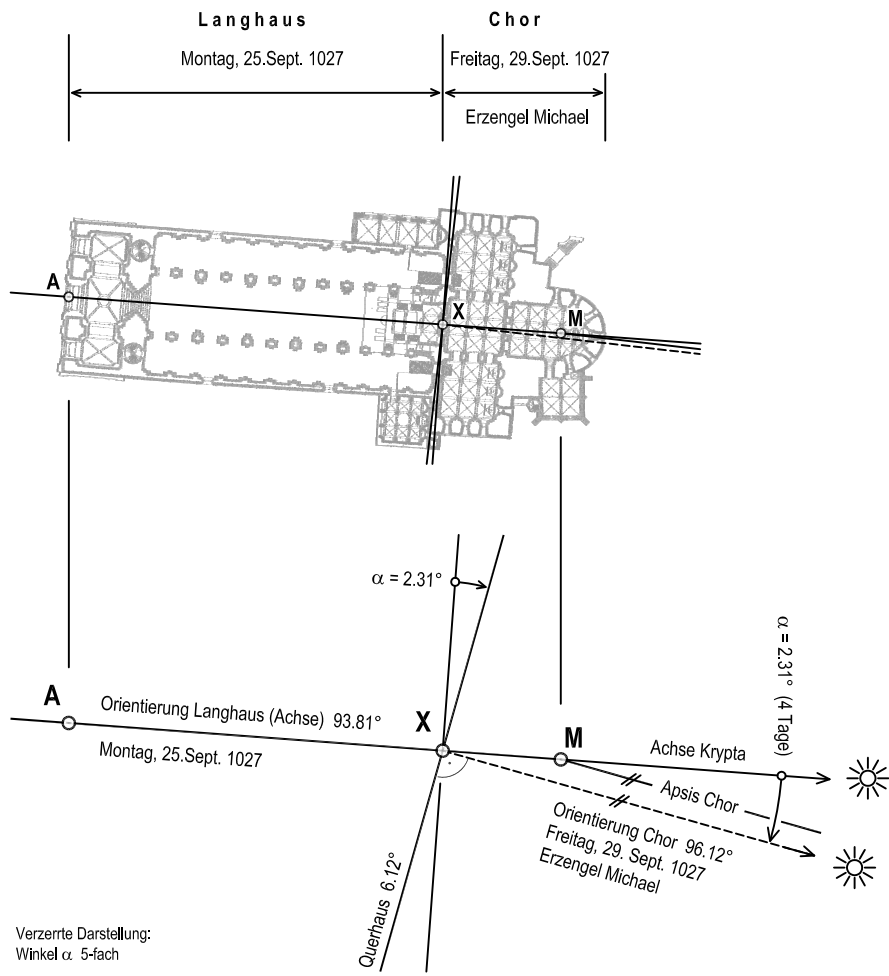 Langhaus
Chor
Montag, 25.Sept. 1027
Freitag, 29.Sept. 1027
Erzengel Michael
A
X
M
α = 2.31°
α = 2.31° (4 Tage)
A
Orientierung Langhaus (Achse) 93.81°
X
M
Montag, 25.Sept. 1027
Achse Krypta
Apsis Chor
Orientierung Chor 96.12°
Freitag, 29. Sept. 1027
Erzengel Michael
Querhaus 6.12°
Verzerrte Darstellung:
Winkel α 5-fach